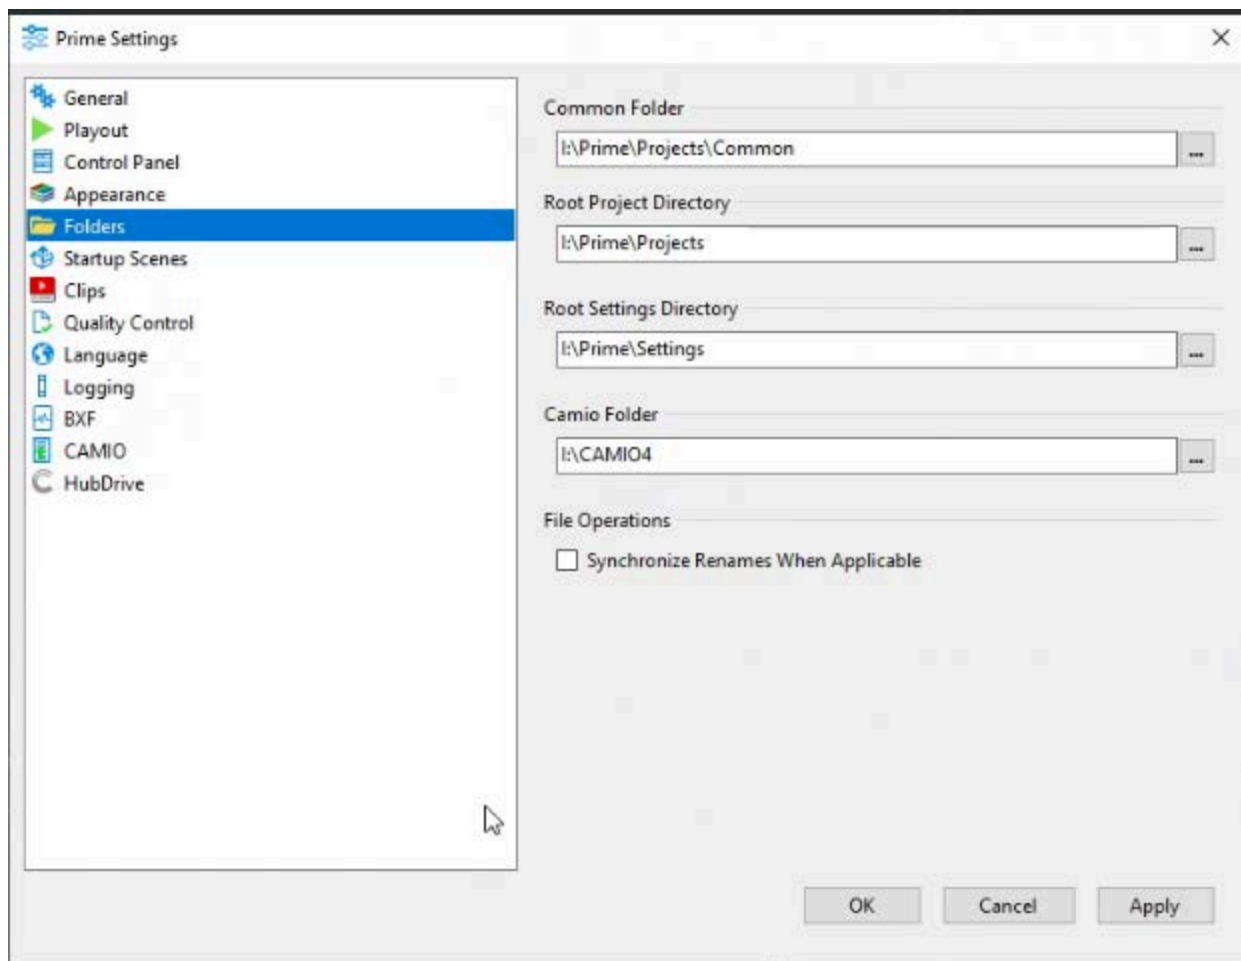 Prime Settings
General
Playout
Control Panel
Appearance
Folders
Startup Scenes
Clips
Quality Control
Language
Logging
BXF
CAMIO
HubDrive
Common Folder
I:\Prime\Projects\Common
...
Root Project Directory
I:\Prime\Projects
...
Root Settings Directory
I:\Prime\Settings
...
Camio Folder
I:\CAMIO4
...
File Operations
Synchronize Renames When Applicable
OK
Cancel
Apply